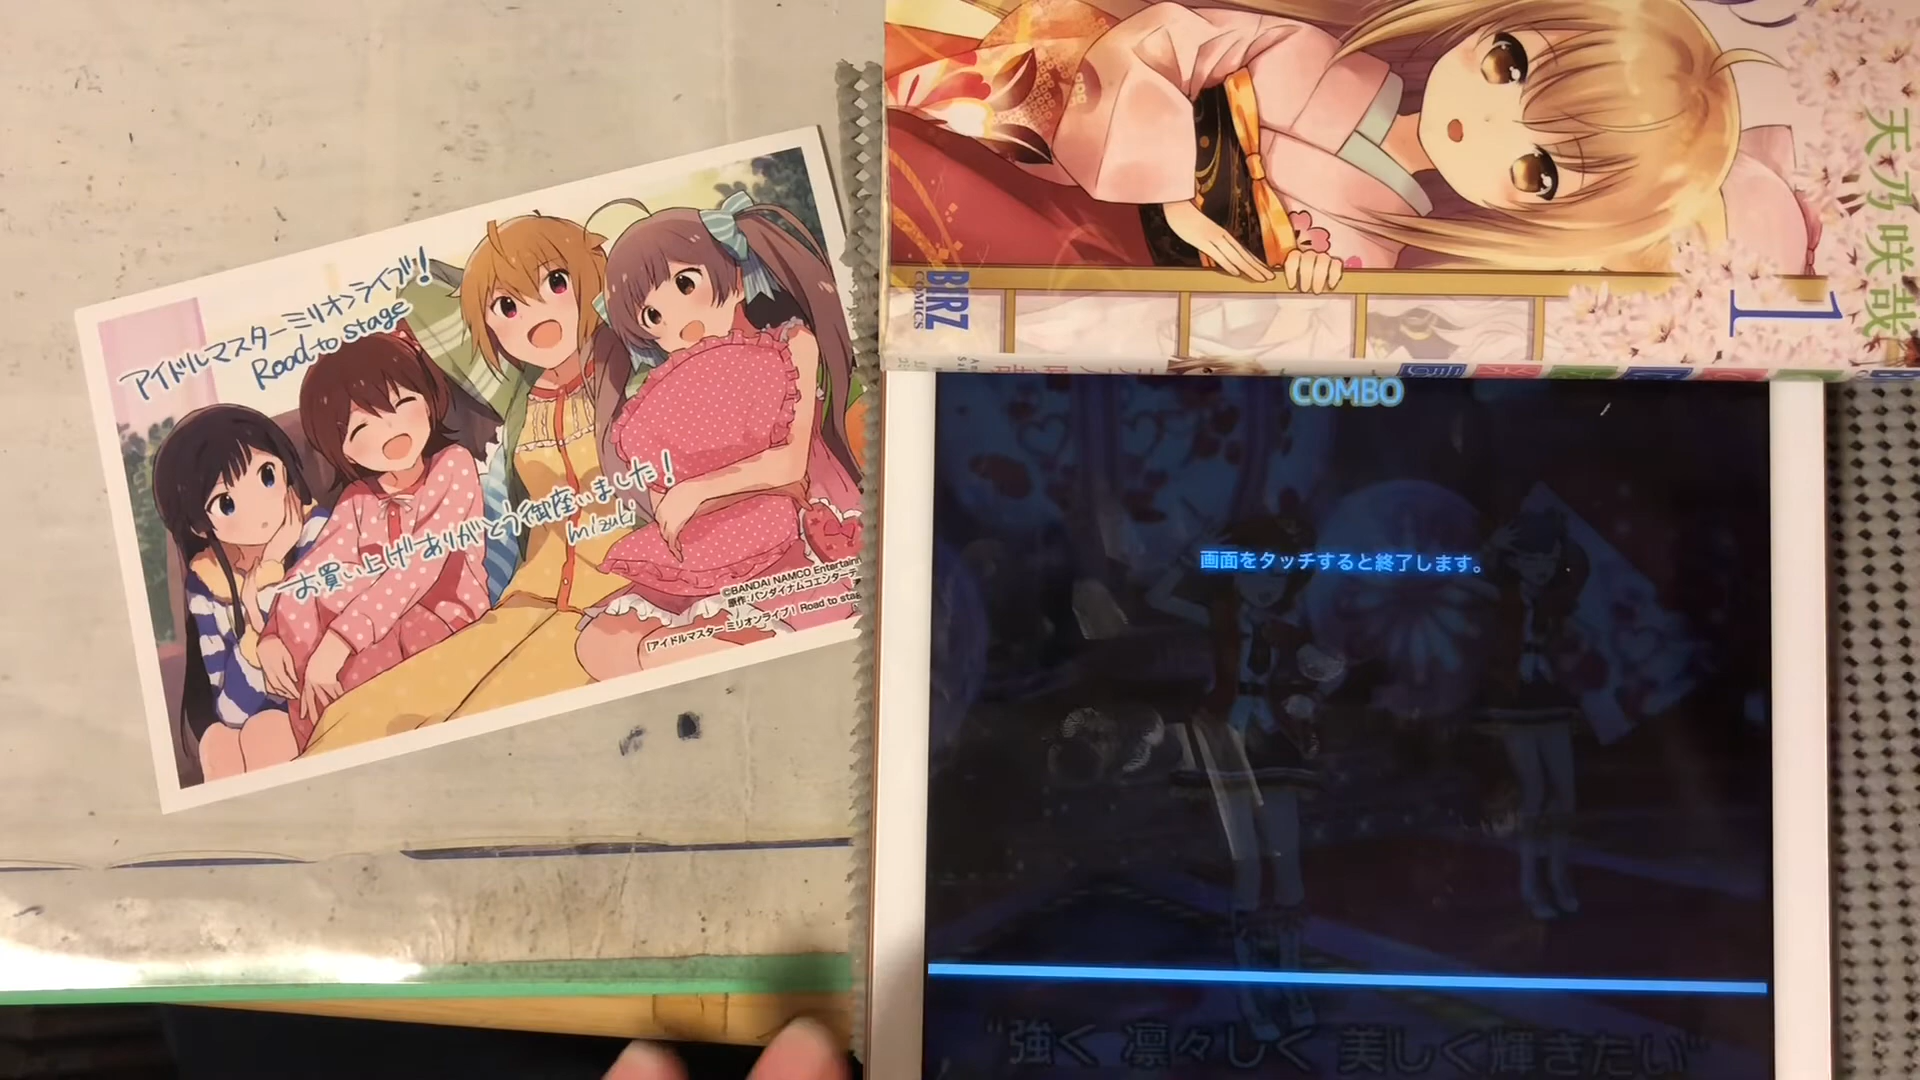 アイドルマスターミリオンライブ!
Road to stage
お買い上げありがとう御座いました!
mizuki
©BANDAI NAMCO Entertain
原作:バンダイナムコエンターテ
「アイドルマスター ミリオンライブ! Road to stag
天乃咲哉
1
BIRZ
COMICS
COMBO
画面をタッチすると終了します。
“強く 凛々しく 美しく輝きたい”